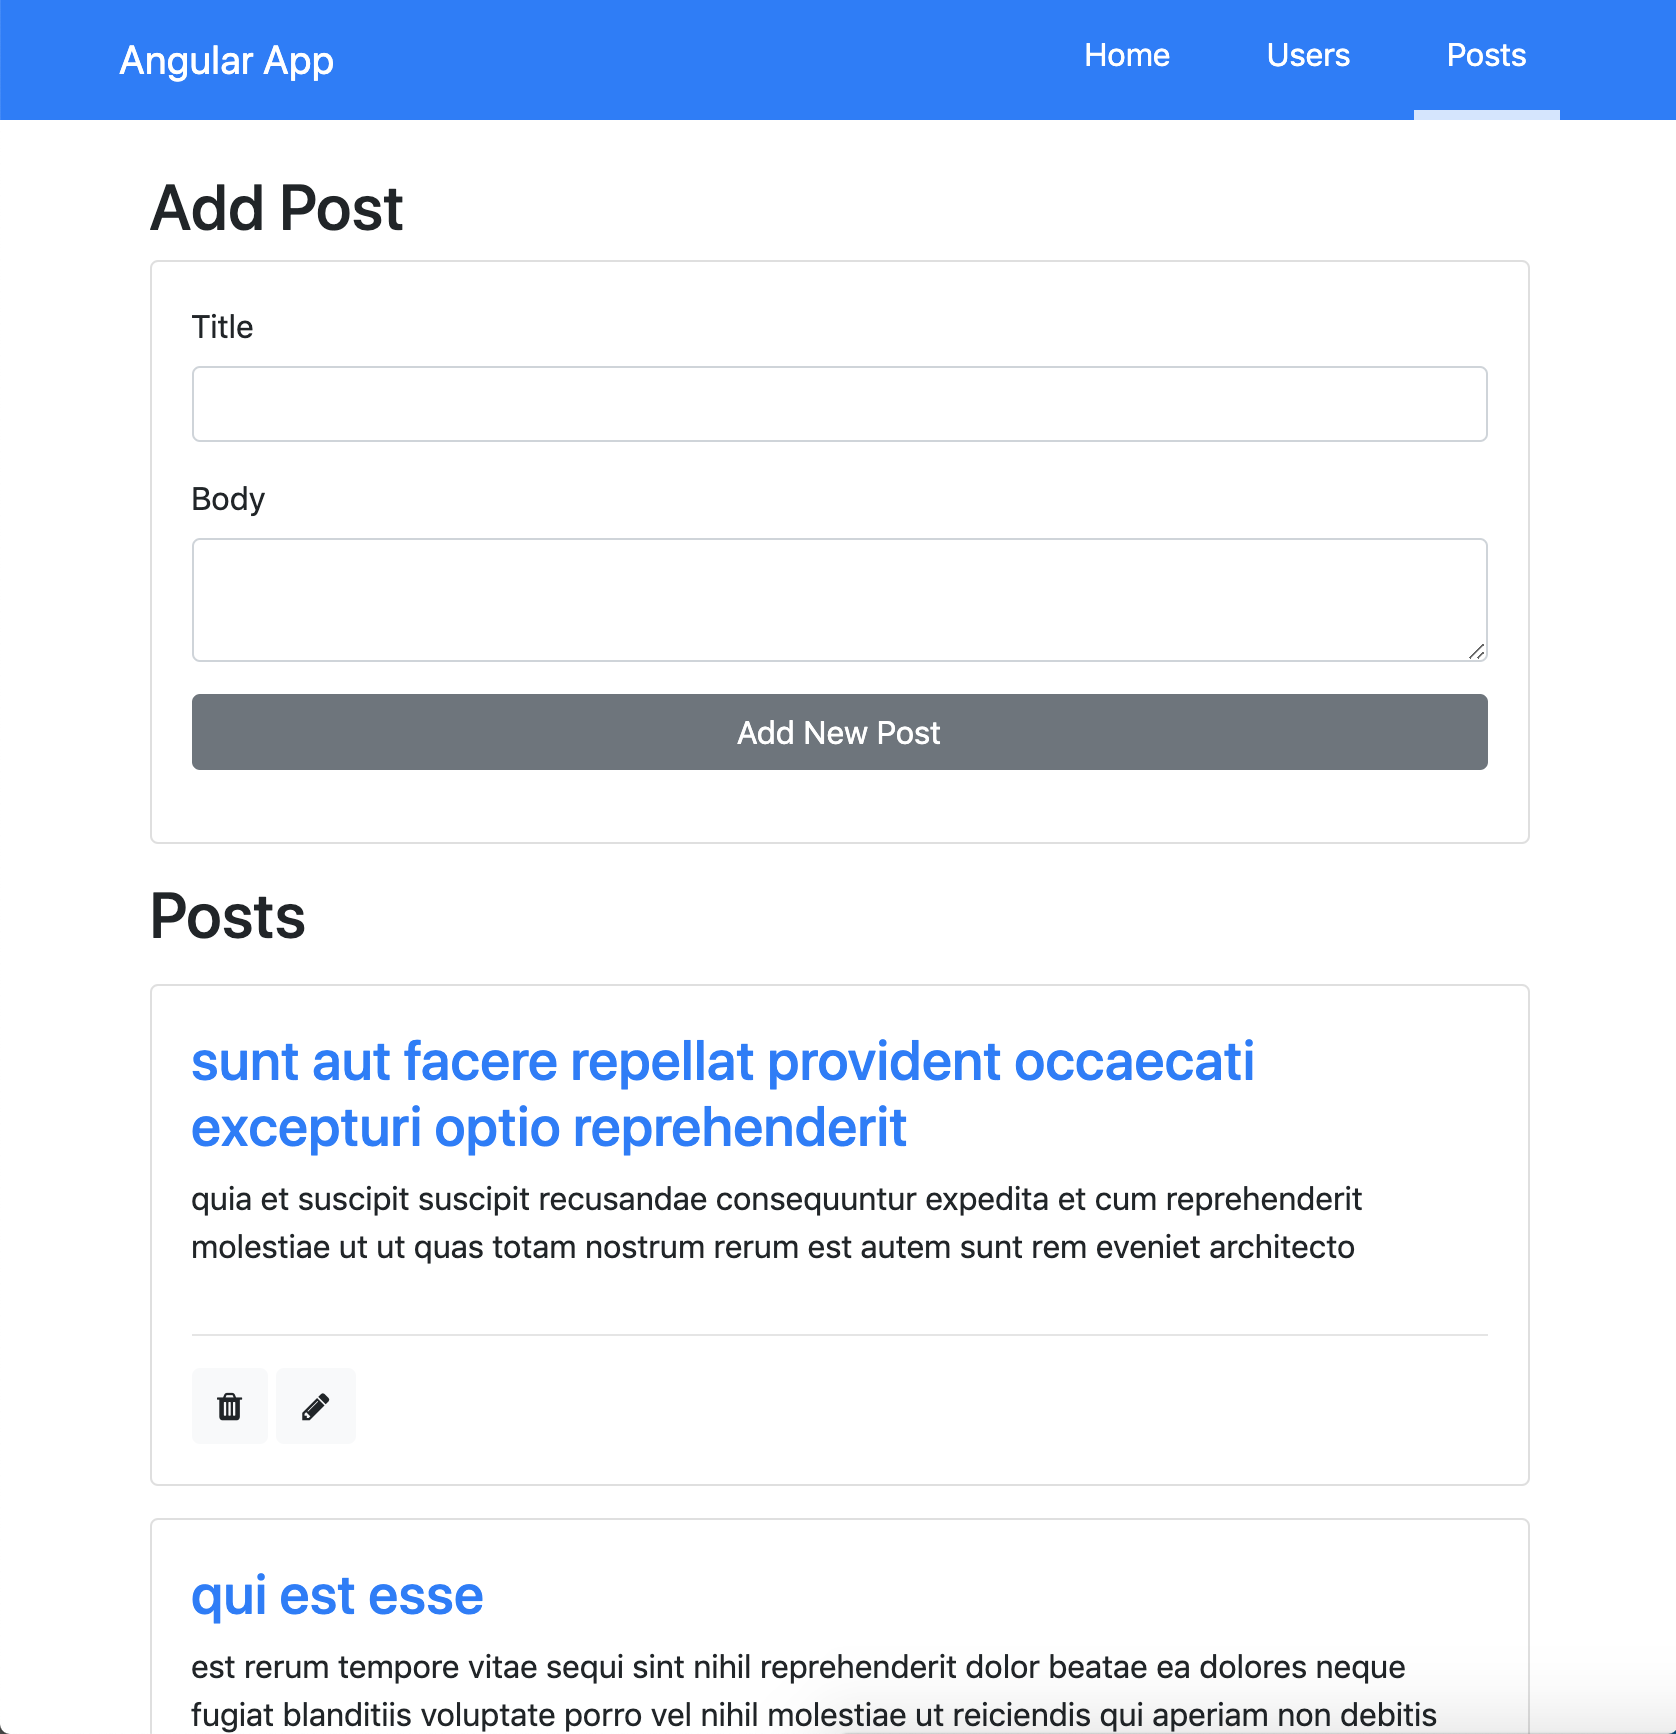 Angular App
Home Users Posts
Add Post
Title
Body
Add New Post
Posts
sunt aut facere repellat provident occaecati
excepturi optio reprehenderit
quia et suscipit suscipit recusandae consequuntur expedita et cum reprehenderit
molestiae ut ut quas totam nostrum rerum est autem sunt rem eveniet architecto
qui est esse
est rerum tempore vitae sequi sint nihil reprehenderit dolor beatae ea dolores neque
fugiat blanditiis voluptate porro vel nihil molestiae ut reiciendis qui aperiam non debitis